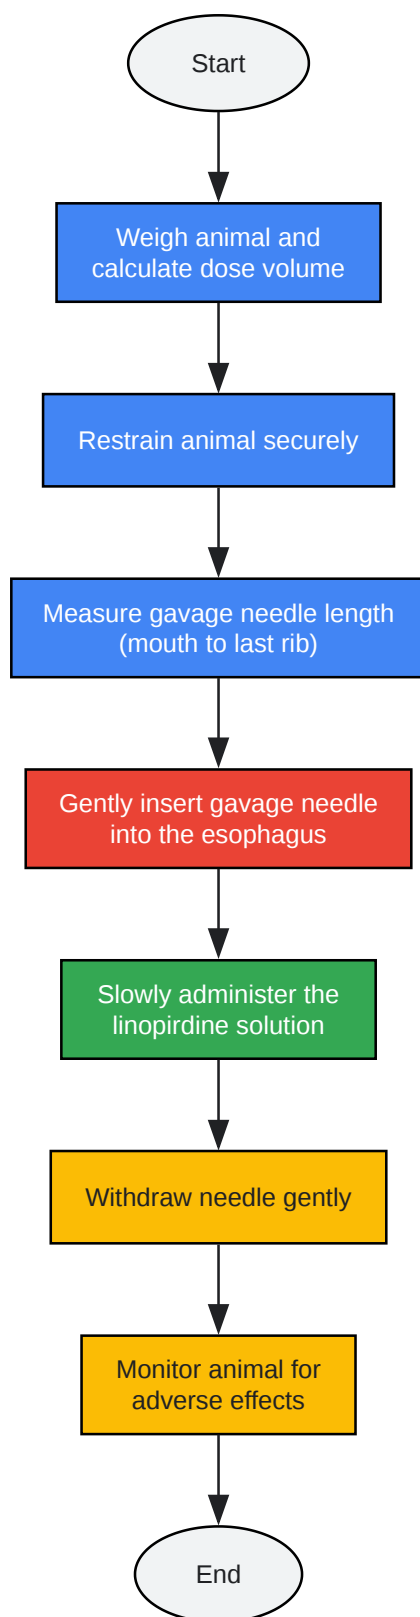 Start
Weigh animal and
calculate dose volume
Restrain animal securely
Measure gavage needle length
(mouth to last rib)
Gently insert gavage needle
into the esophagus
Slowly administer the
linopirdine solution
Withdraw needle gently
Monitor animal for
adverse effects
End